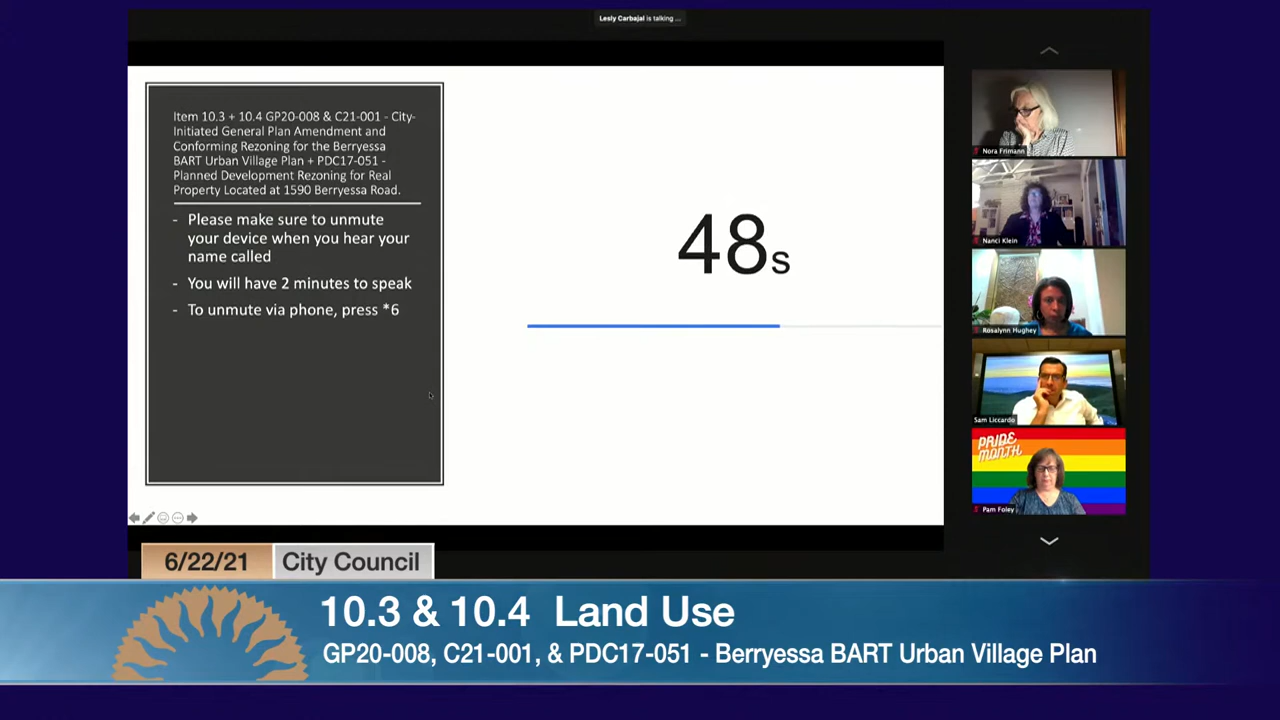 Lesly Carbajal is talking ...
Item 10.3 + 10.4 GP20-008 & C21-001 - City-
Initiated General Plan Amendment and
Conforming Rezoning for the Berryessa
BART Urban Village Plan + PDC17-051 -
Planned Development Rezoning for Real
Property Located at 1590 Berryessa Road.
- Please make sure to unmute
your device when you hear your
name called
- You will have 2 minutes to speak
- To unmute via phone, press *6
48s
Nora Frimann
Nanci Klein
Rosalynn Hughey
Sam Liccardo
PRIDE
MONTH
Pam Foley
6/22/21 City Council
10.3 & 10.4 Land Use
GP20-008, C21-001, & PDC17-051 - Berryessa BART Urban Village Plan